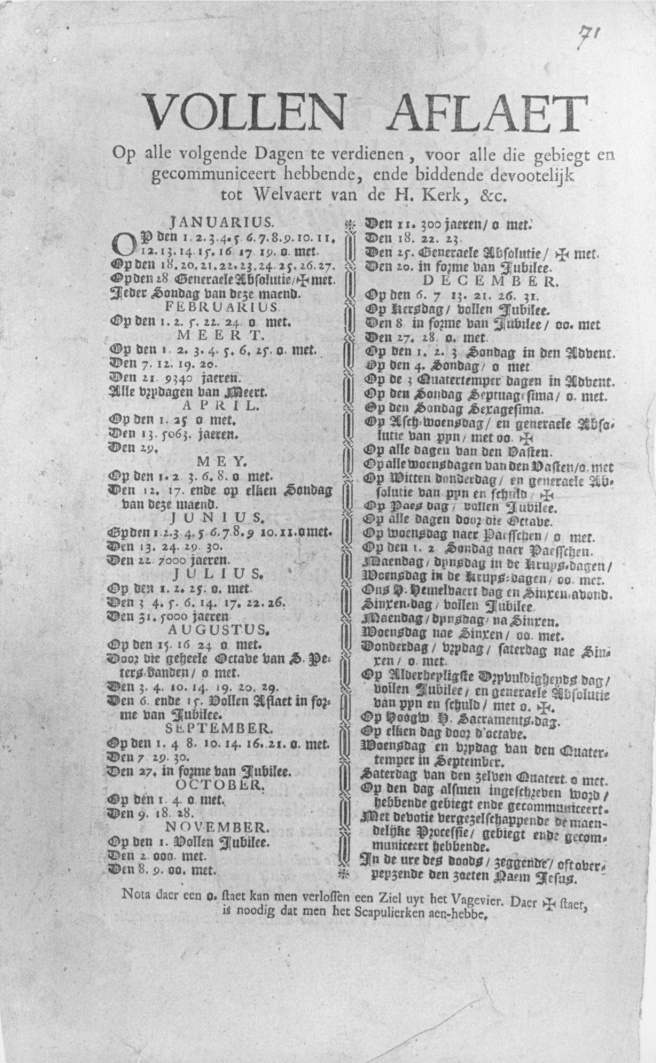 71
VOLLEN AFLAET
Op alle volgende Dagen te verdienen, voor alle die gebiegt en
gecommuniceert hebbende, ende biddende devootelijk
tot Welvaert van de H. Kerk, &c.
JANUARIUS.
OP den 1. 2. 3. 4. 5. 6. 7. 8. 9. 10. 11.
12. 13. 14. 15. 16. 17 19. o. met.
Op den 18. 20. 21. 22. 23. 24. 25. 26. 27.
Op den 28 Generaele Absolutie/ ✠ met.
Jeder Sondag van deze maend.
FEBRUARIUS.
Op den 1. 2. 5. 22. 24. o. met.
MEERT.
Op den 1. 2. 3. 4. 5. 6. 25. o. met.
Den 7. 12. 19. 20.
Den 21. 9340 jaeren.
Alle vrydagen van Meert.
APRIL.
Op den 1. 25 o. met.
Den 13. 5063. jaeren.
Den 29.
MEY.
Op den 1. 2 3. 6. 8. o met.
Den 12. 17. ende op elken Sondag
van deze maend.
JUNIUS.
Op den 1. 2. 3 4. 5. 6. 7. 8. 9 10. 11. o met.
Den 13. 24. 29. 30.
Den 22. 7000 jaeren.
JULIUS.
Op den 1. 2. 25. o. met.
Den 3 4. 5. 6. 14. 17. 22. 26.
Den 31. 5000 jaeren
AUGUSTUS.
Op den 15. 16 24 o. met.
Door die geheele Octave van S. Pe-
ters banden/ o met.
Den 3. 4. 10. 14. 19. 20. 29.
Den 6. ende 15. Vollen Aflaet in for-
me van Jubilee.
SEPTEMBER.
Op den 1. 4 8. 10. 14. 16. 21. o. met.
Den 7 29. 30.
Den 27. in forme van Jubilee.
OCTOBER.
Op den 1. 4. o. met.
Den 9. 18. 28.
NOVEMBER.
Op den 1. Vollen Jubilee.
Den 2. ooo. met.
Den 8. 9. oo. met.
Den 11. 300 jaeren/ o met.
Den 18. 22. 23.
Den 25. Generaele Absolutie/ ✠ met.
Den 20. in forme van Jubilee.
DECEMBER.
Op den 6. 7 13. 21. 26. 31.
Op Kersdag/ vollen Jubilee.
Den 8 in forme van Jubilee/ oo. met
Den 27. 28. o. met.
Op den 1. 2. 3 Sondag in den Advent.
Op den 4. Sondag/ o met
Op de 3 Quatertemper dagen in Advent.
Op den Sondag Septuagesima/ o. met.
Op den Sondag Sexagesima.
Op Asch-woensdag/ en generaele Abso-
lutie van pyn/ met oo. ✠
Op alle dagen van den Vasten.
Op alle woensdagen van den Vasten/ o. met
Op Witten donderdag/ en generaele Ab-
solutie van pyn en schuld/ ✠
Op Paes dag/ vollen Jubilee.
Op alle dagen door die Octave.
Op woensdag naer Paesschen/ o met.
Op den 1. 2 Sondag naer Paesschen.
Maendag/ dynsdag in de Kruys-dagen/
Woensdag in de Kruys-dagen/ oo. met.
Ons H. Hemelvaert dag en Sinxen-avond.
Sinxen-dag/ vollen Jubilee.
Maendag/ dynsdag/ na Sinxen.
Woensdag nae Sinxen/ oo. met.
Donderdag/ vrydag/ saterdag nae Sin-
xen/ o. met.
Op Alderheyligste Dryvuldigheyds dag/
vollen Jubilee/ en generaele Absolutie
van pyn en schuld/ met o. ✠.
Op Hoogw. H. Sacraments-dag.
Op elken dag door d'octave.
Woensdag en vrydag van den Quater-
temper in September.
Saterdag van den zelven Quatert. o met.
Op den dag alsmen ingeschreven word/
hebbende gebiegt ende gecommuniceert.
Met devotie vergezelschappende de maen-
delijke Processie/ gebiegt ende gecom-
municeert hebbende.
In de ure des doods/ zeggende/ oft over-
peyzende den zoeten Naem Jesus.
Nota daer een o. staet kan men verlossen een Ziel uyt het Vagevier. Daer ✠ staet,
is noodig dat men het Scapulierken aen-hebbe.